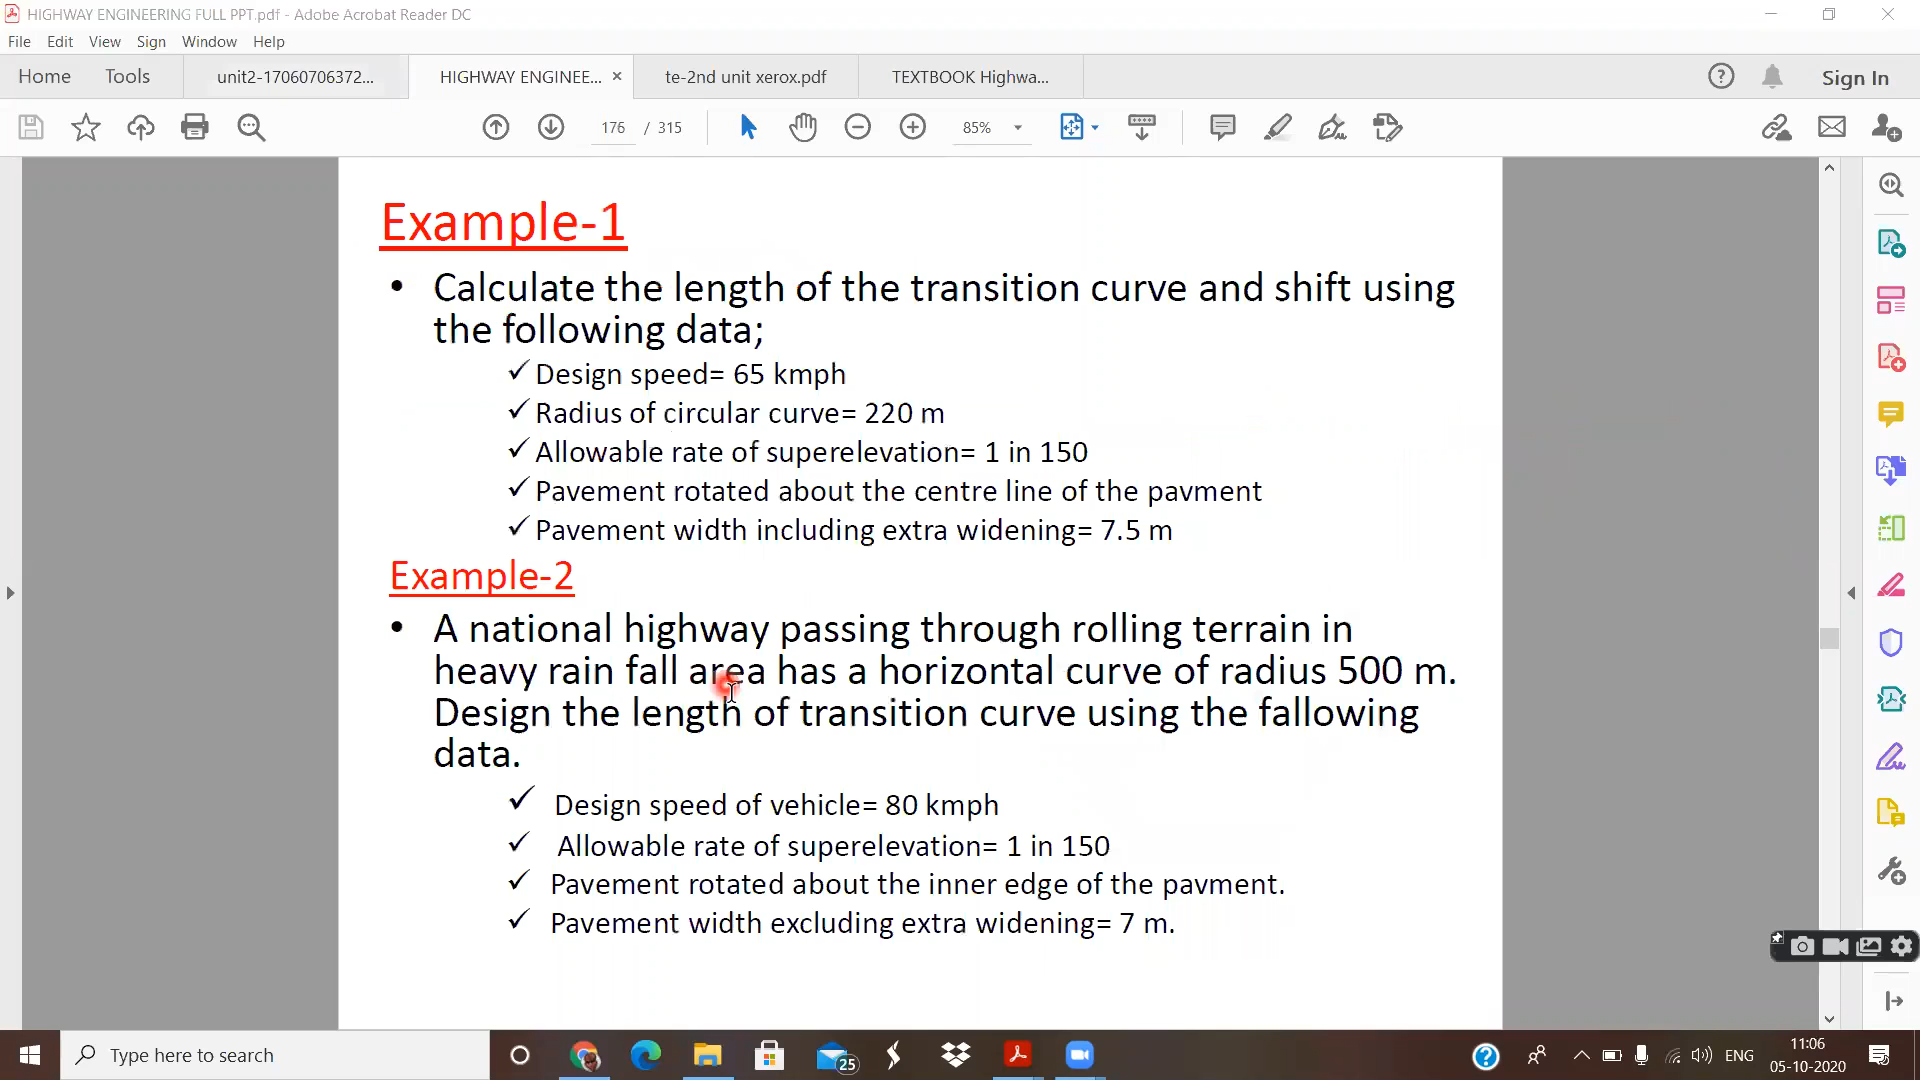 HIGHWAY ENGINEERING FULL PPT.pdf - Adobe Acrobat Reader DC
File Edit View Sign Window Help
Home Tools unit2-17060706372... HIGHWAY ENGINEE... × te-2nd unit xerox.pdf TEXTBOOK Highwa... Sign In
176 / 315 85%
Example-1
• Calculate the length of the transition curve and shift using
the following data;
✓ Design speed= 65 kmph
✓ Radius of circular curve= 220 m
✓ Allowable rate of superelevation= 1 in 150
✓ Pavement rotated about the centre line of the pavment
✓ Pavement width including extra widening= 7.5 m
Example-2
• A national highway passing through rolling terrain in
heavy rain fall area has a horizontal curve of radius 500 m.
Design the length of transition curve using the fallowing
data.
✓ Design speed of vehicle= 80 kmph
✓ Allowable rate of superelevation= 1 in 150
✓ Pavement rotated about the inner edge of the pavment.
✓ Pavement width excluding extra widening= 7 m.
Type here to search
25
ENG
11:06
05-10-2020